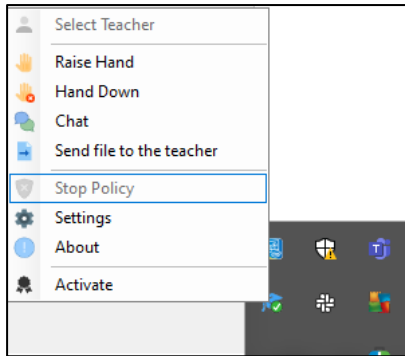 Select Teacher
Raise Hand
Hand Down
Chat
Send file to the teacher
Stop Policy
Settings
About
Activate